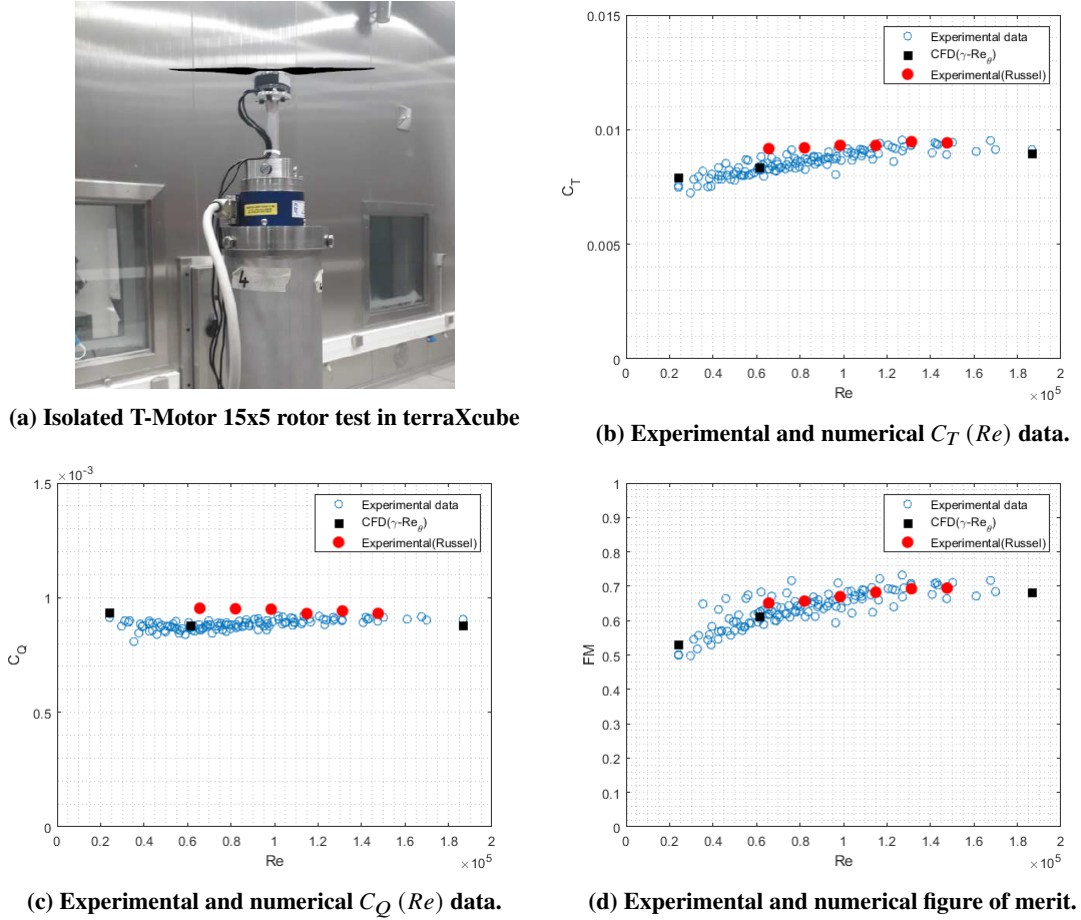 (a) Isolated T-Motor 15x5 rotor test in terraXcube
4
0.015
0.01
0.005
0
C_T
0 0.2 0.4 0.6 0.8 1 1.2 1.4 1.6 1.8 2
Re
×10^5
Experimental data
CFD(γ-Re_θ)
Experimental(Russel)
(b) Experimental and numerical C_T (Re) data.
×10^-3
1.5
1
0.5
0
C_Q
0 0.2 0.4 0.6 0.8 1 1.2 1.4 1.6 1.8 2
Re
×10^5
Experimental data
CFD(γ-Re_θ)
Experimental(Russel)
(c) Experimental and numerical C_Q (Re) data.
1
0.9
0.8
0.7
0.6
0.5
0.4
0.3
0.2
0.1
0
FM
0 0.2 0.4 0.6 0.8 1 1.2 1.4 1.6 1.8 2
Re
×10^5
Experimental data
CFD(γ-Re_θ)
Experimental(Russel)
(d) Experimental and numerical figure of merit.